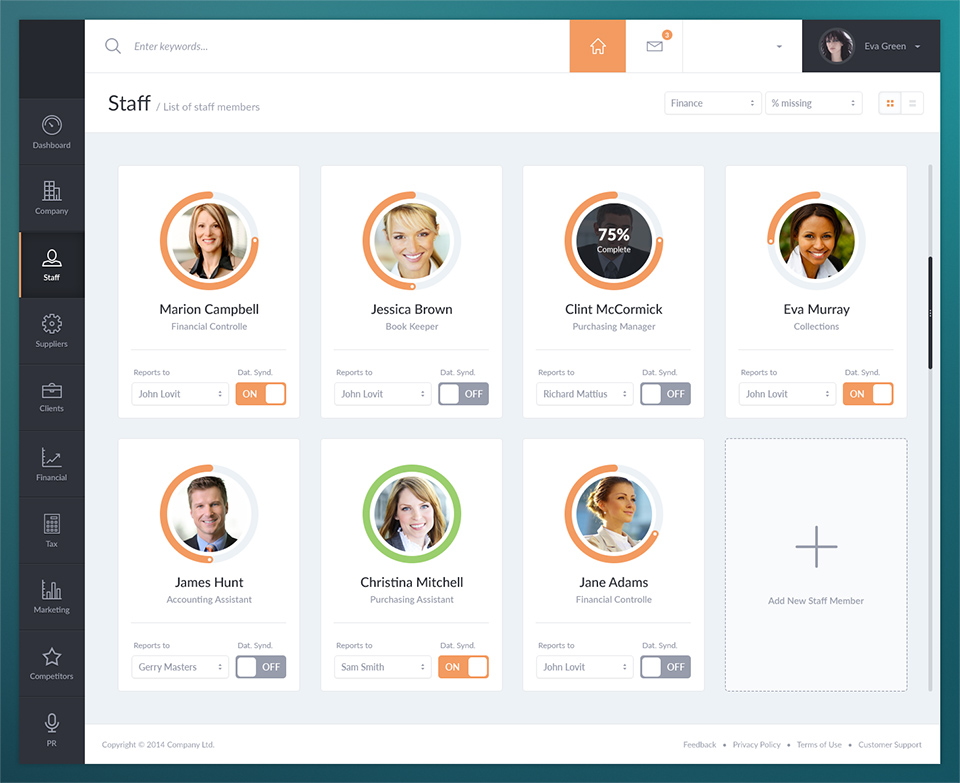 Enter keywords...
3
Eva Green
Staff / List of staff members
Finance
% missing
Dashboard
Company
Staff
Suppliers
Clients
Financial
Tax
Marketing
Competitors
PR
Marion Campbell
Financial Controlle
Reports to
Dat. Synd.
John Lovit
ON
Jessica Brown
Book Keeper
Reports to
Dat. Synd.
John Lovit
OFF
75%
Complete
Clint McCormick
Purchasing Manager
Reports to
Dat. Synd.
Richard Mattius
OFF
Eva Murray
Collections
Reports to
Dat. Synd.
John Lovit
ON
James Hunt
Accounting Assistant
Reports to
Dat. Synd.
Gerry Masters
OFF
Christina Mitchell
Purchasing Assistant
Reports to
Dat. Synd.
Sam Smith
ON
Jane Adams
Financial Controlle
Reports to
Dat. Synd.
John Lovit
OFF
Add New Staff Member
Copyright © 2014 Company Ltd.
Feedback • Privacy Policy • Terms of Use • Customer Support